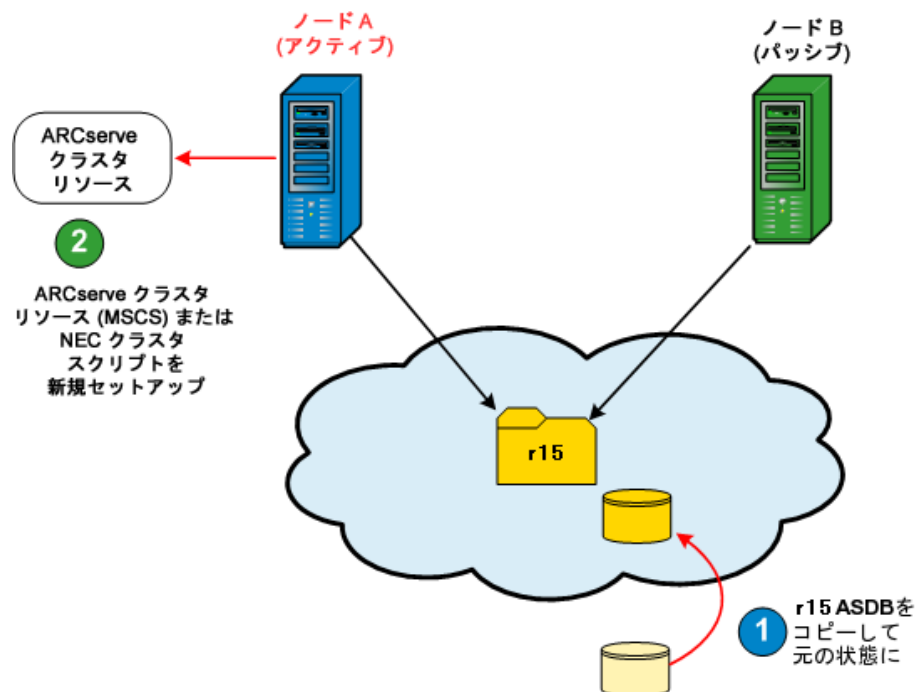 ノード A
(アクティブ)
ノード B
(パッシブ)
ARCserve
クラスタ
リソース
2
ARCserve クラスタ
リソース (MSCS) または
NEC クラスタ
スクリプトを
新規セットアップ
r15
1
r15 ASDBを
コピーして
元の状態に